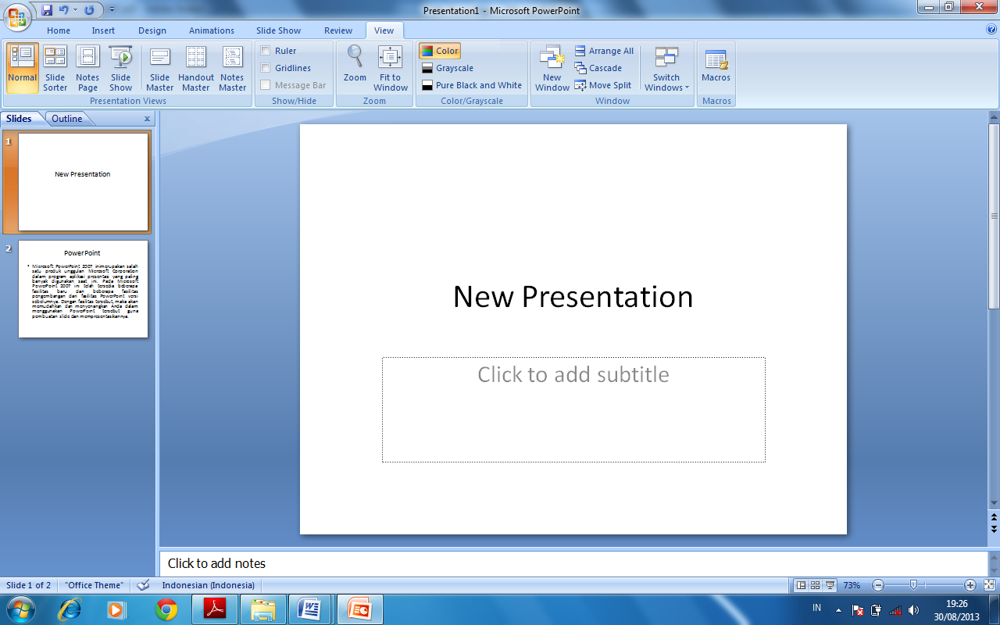 Presentation1 - Microsoft PowerPoint
Home Insert Design Animations Slide Show Review View
Normal Slide Sorter Notes Page Slide Show Slide Master Handout Master Notes Master
Presentation Views
Ruler
Gridlines
Message Bar
Show/Hide
Zoom Fit to Window
Zoom
Color
Grayscale
Pure Black and White
Color/Grayscale
New Window
Arrange All
Cascade
Move Split
Switch Windows
Window
Macros
Macros
Slides Outline x
1
New Presentation
2
PowerPoint
• Microsoft PowerPoint 2007 inimerupakan salah
satu produk unggulan Microsoft Corporation
dalam program aplikasi presentasi yang paling
banyak digunakan saat ini. Pada Microsoft
PowerPoint 2007 ini telah tersedia beberapa
fasilitas baru dan beberapa fasilitas
pengembangan dari fasilitas PowerPoint versi
sebelumnya. Dengan fasilitas tersebut, maka akan
memudahkan dan menyenangkan Anda dalam
menggunakan PowerPoint tersebut guna
pembuatan slide dan mempresentasikannya.
New Presentation
Click to add subtitle
Click to add notes
Slide 1 of 2 "Office Theme" Indonesian (Indonesia) 73%
IN 19:26
30/08/2013